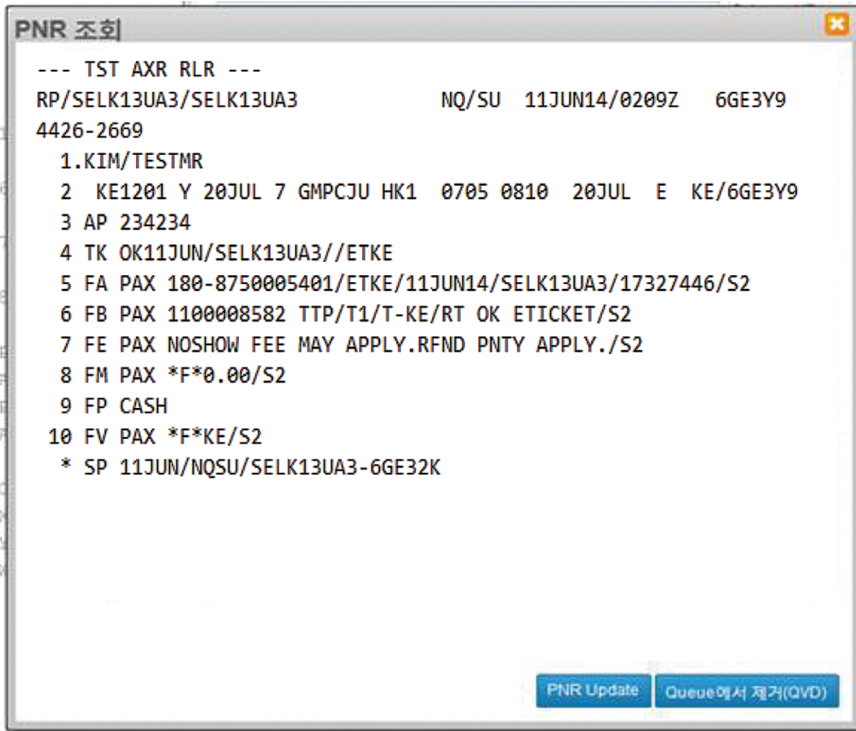 PNR 조회
--- TST AXR RLR ---
RP/SELK13UA3/SELK13UA3 NQ/SU 11JUN14/0209Z 6GE3Y9
4426-2669
1.KIM/TESTMR
2 KE1201 Y 20JUL 7 GMPCJU HK1 0705 0810 20JUL E KE/6GE3Y9
3 AP 234234
4 TK OK11JUN/SELK13UA3//ETKE
5 FA PAX 180-8750005401/ETKE/11JUN14/SELK13UA3/17327446/S2
6 FB PAX 1100008582 TTP/T1/T-KE/RT OK ETICKET/S2
7 FE PAX NOSHOW FEE MAY APPLY.RFND PNTY APPLY./S2
8 FM PAX *F*0.00/S2
9 FP CASH
10 FV PAX *F*KE/S2
* SP 11JUN/NQSU/SELK13UA3-6GE32K
PNR Update Queue에서 제거(QVD)